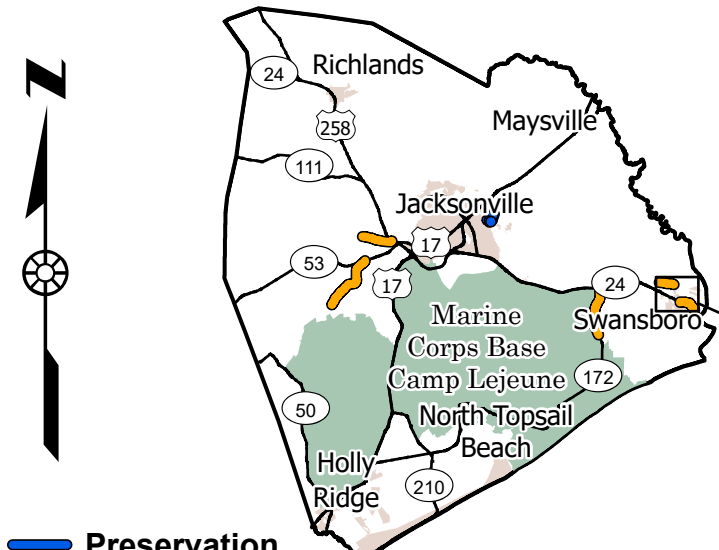 N
Richlands
24
258
Maysville
111
Jacksonville
17
53
17
24
Marine
Corps Base
Camp Lejeune
Swansboro
172
50
North Topsail
Beach
Holly
Ridge
210
Preservation